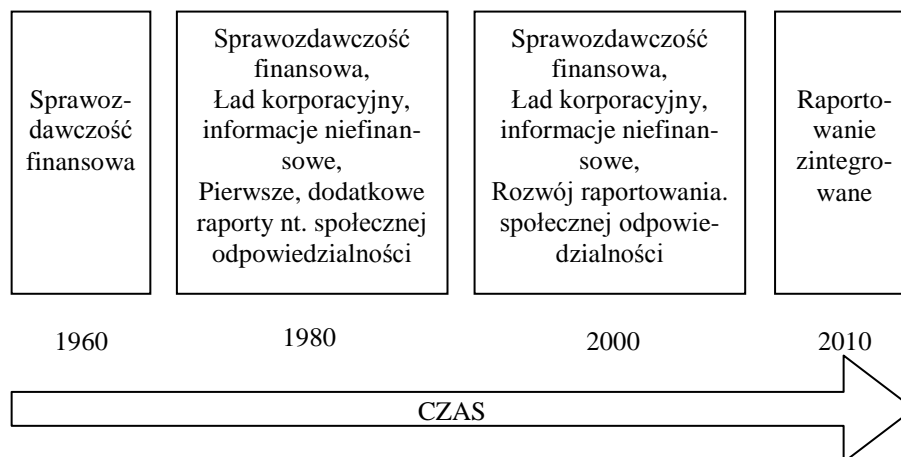 Sprawoz-
dawczość
finansowa
Sprawozdawczość
finansowa,
Ład korporacyjny,
informacje niefinan-
sowe,
Pierwsze, dodatkowe
raporty nt. społecznej
odpowiedzialności
Sprawozdawczość
finansowa,
Ład korporacyjny,
informacje niefinan-
sowe,
Rozwój raportowania.
społecznej odpowie-
dzialności
Raporto-
wanie
zintegro-
wane
1960
1980
2000
2010
CZAS